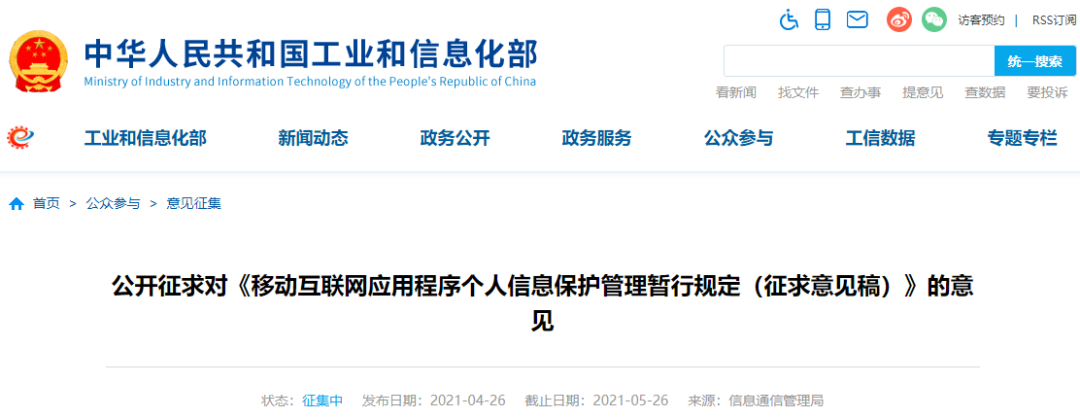 访客预约 | RSS订阅
中华人民共和国工业和信息化部
Ministry of Industry and Information Technology of the People's Republic of China
统一搜索
看新闻 找文件 查办事 提意见 查数据 要投诉
工业和信息化部 新闻动态 政务公开 政务服务 公众参与 工信数据 专题专栏
首页 > 公众参与 > 意见征集
公开征求对《移动互联网应用程序个人信息保护管理暂行规定（征求意见稿）》的意
见
状态：征集中 发布日期：2021-04-26 截止日期：2021-05-26 来源：信息通信管理局